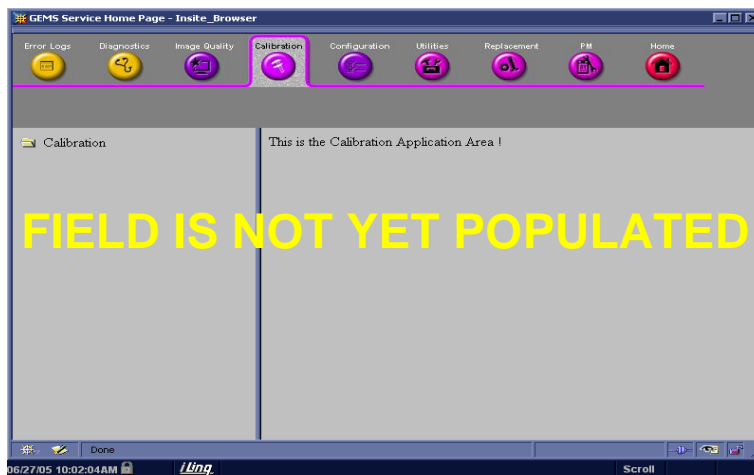 GEMS Service Home Page - Insite_Browser
Error Logs Diagnostics Image Quality Calibration Configuration Utilities Replacement PM Home
Calibration
This is the Calibration Application Area !
FIELD IS NOT YET POPULATED
Done
06/27/05 10:02:04AM iLinq Scroll